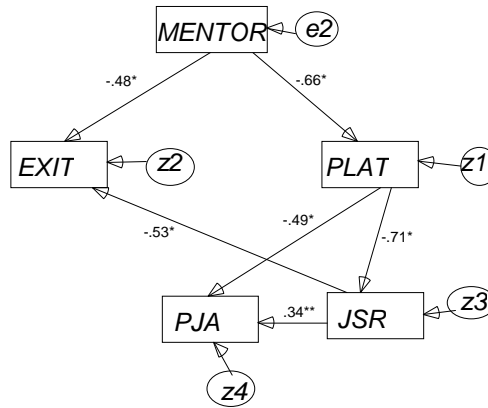 MENTOR
e2
-.48*
-.66*
EXIT
z2
PLAT
z1
-.53*
-.49*
-.71*
PJA
.34**
JSR
z3
z4